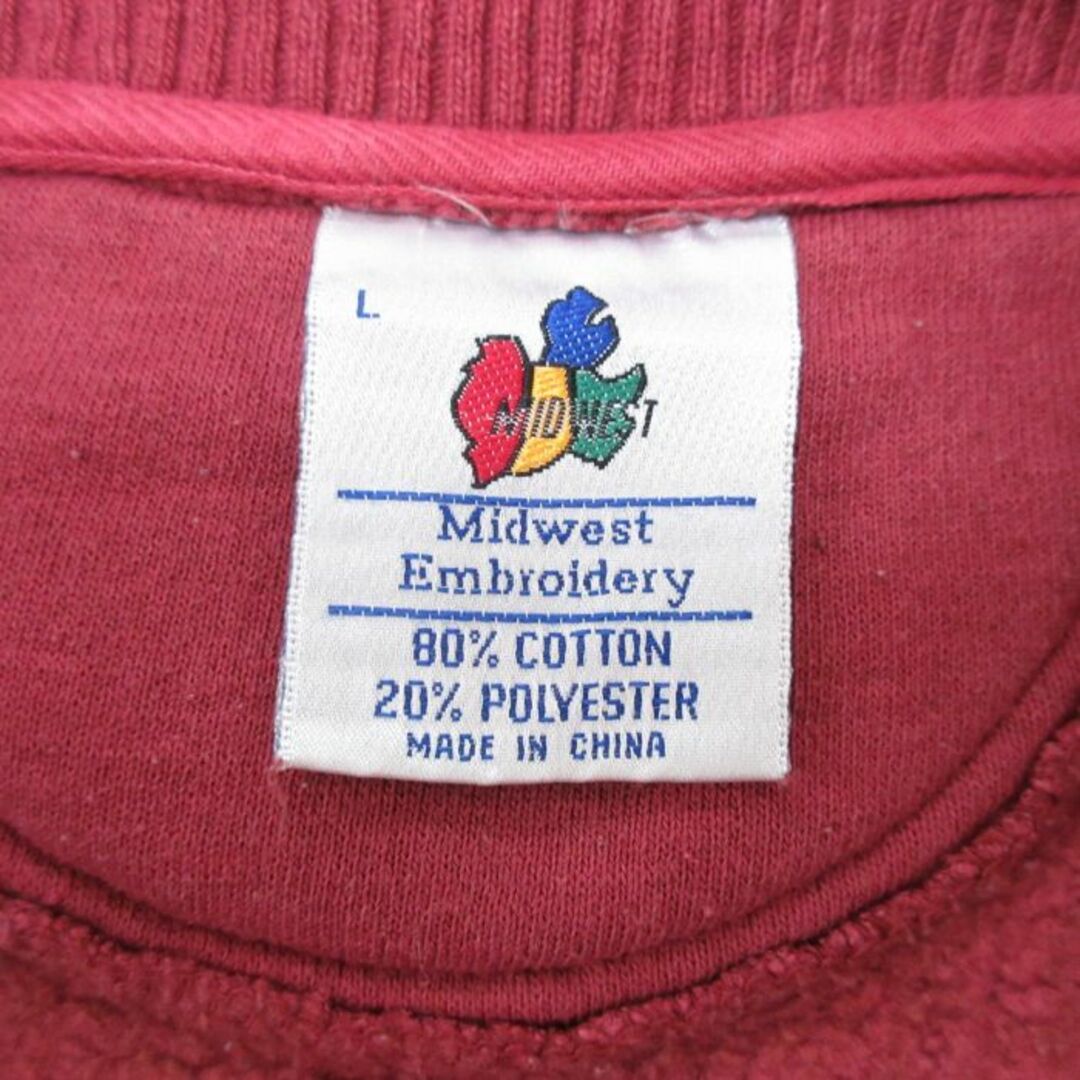 L.
MIDWEST
Midwest
Embroidery
80% COTTON
20% POLYESTER
MADE IN CHINA